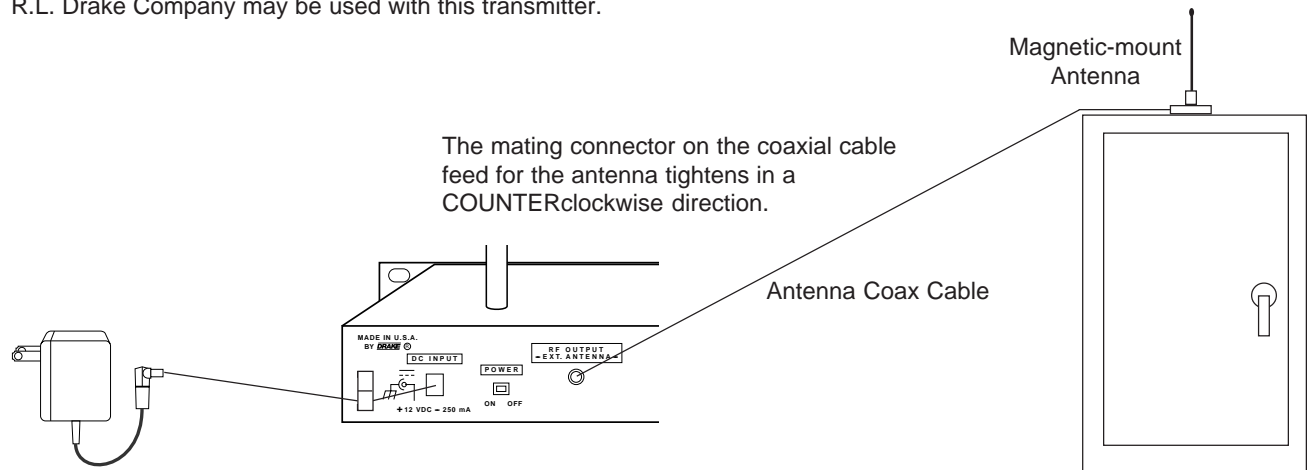 R.L. Drake Company may be used with this transmitter.
Magnetic-mount
Antenna
The mating connector on the coaxial cable
feed for the antenna tightens in a
COUNTERclockwise direction.
Antenna Coax Cable
MADE IN U.S.A.
BY DRAKE ©
DC INPUT
+ 12 VDC – 250 mA
POWER
ON OFF
RF OUTPUT
– EXT. ANTENNA –